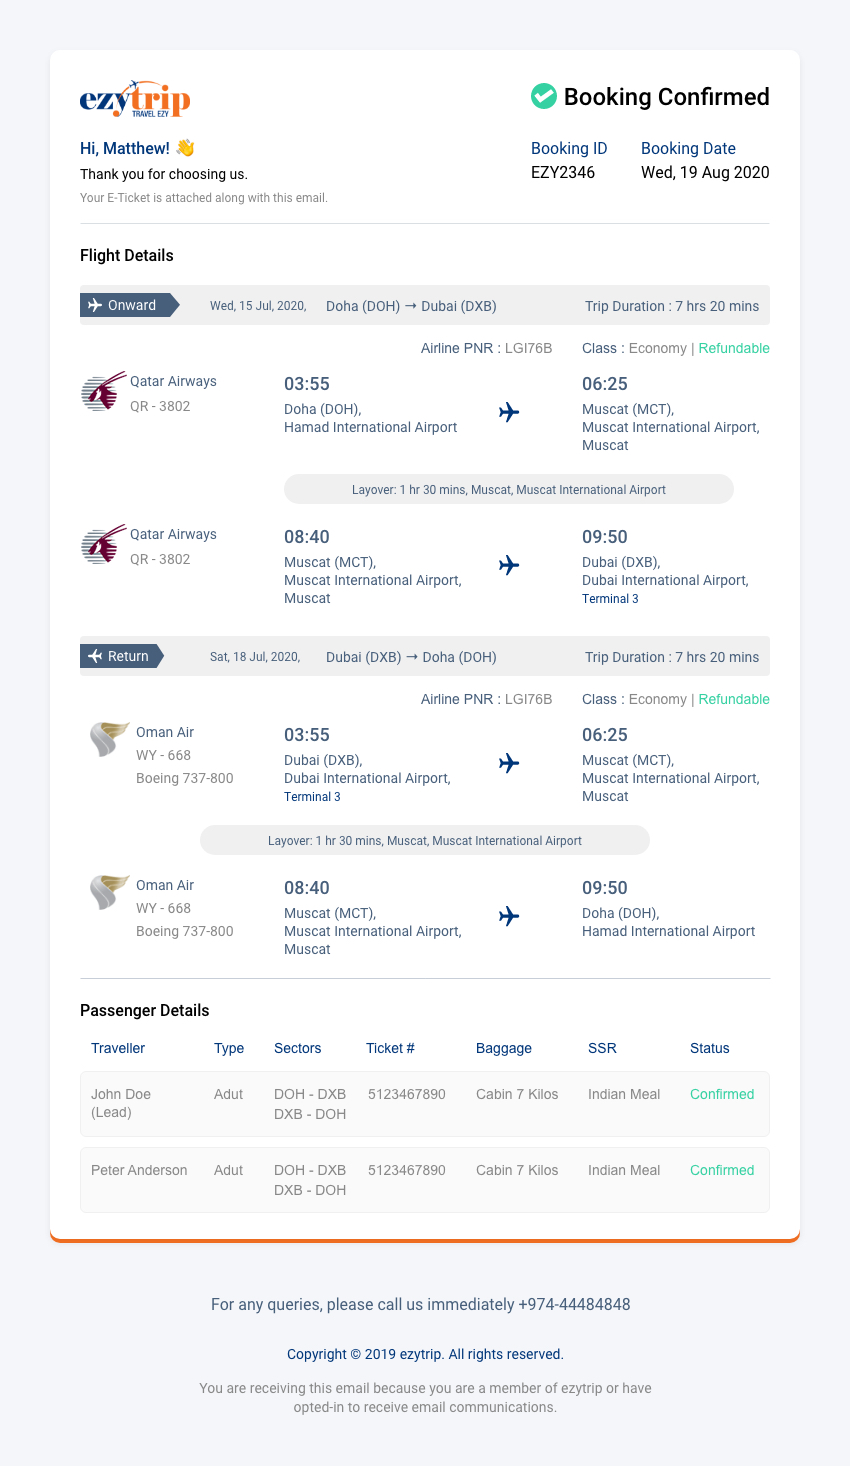 ezytrip
TRAVEL EZY
Booking Confirmed
Hi, Matthew! 👋
Thank you for choosing us.
Your E-Ticket is attached along with this email.
Booking ID Booking Date
EZY2346 Wed, 19 Aug 2020
Flight Details
Onward Wed, 15 Jul, 2020, Doha (DOH) → Dubai (DXB) Trip Duration : 7 hrs 20 mins
Airline PNR : LGI76B Class : Economy | Refundable
Qatar Airways 03:55 06:25
QR - 3802 Doha (DOH), Muscat (MCT),
Hamad International Airport Muscat International Airport,
Muscat
Layover: 1 hr 30 mins, Muscat, Muscat International Airport
Qatar Airways 08:40 09:50
QR - 3802 Muscat (MCT), Dubai (DXB),
Muscat International Airport, Dubai International Airport,
Muscat Terminal 3
Return Sat, 18 Jul, 2020, Dubai (DXB) → Doha (DOH) Trip Duration : 7 hrs 20 mins
Airline PNR : LGI76B Class : Economy | Refundable
Oman Air 03:55 06:25
WY - 668 Dubai (DXB), Muscat (MCT),
Boeing 737-800 Dubai International Airport, Muscat International Airport,
Terminal 3 Muscat
Layover: 1 hr 30 mins, Muscat, Muscat International Airport
Oman Air 08:40 09:50
WY - 668 Muscat (MCT), Doha (DOH),
Boeing 737-800 Muscat International Airport, Hamad International Airport
Muscat
Passenger Details
Traveller Type Sectors Ticket # Baggage SSR Status
John Doe Adut DOH - DXB 5123467890 Cabin 7 Kilos Indian Meal Confirmed
(Lead) DXB - DOH
Peter Anderson Adut DOH - DXB 5123467890 Cabin 7 Kilos Indian Meal Confirmed
DXB - DOH
For any queries, please call us immediately +974-44484848
Copyright © 2019 ezytrip. All rights reserved.
You are receiving this email because you are a member of ezytrip or have
opted-in to receive email communications.